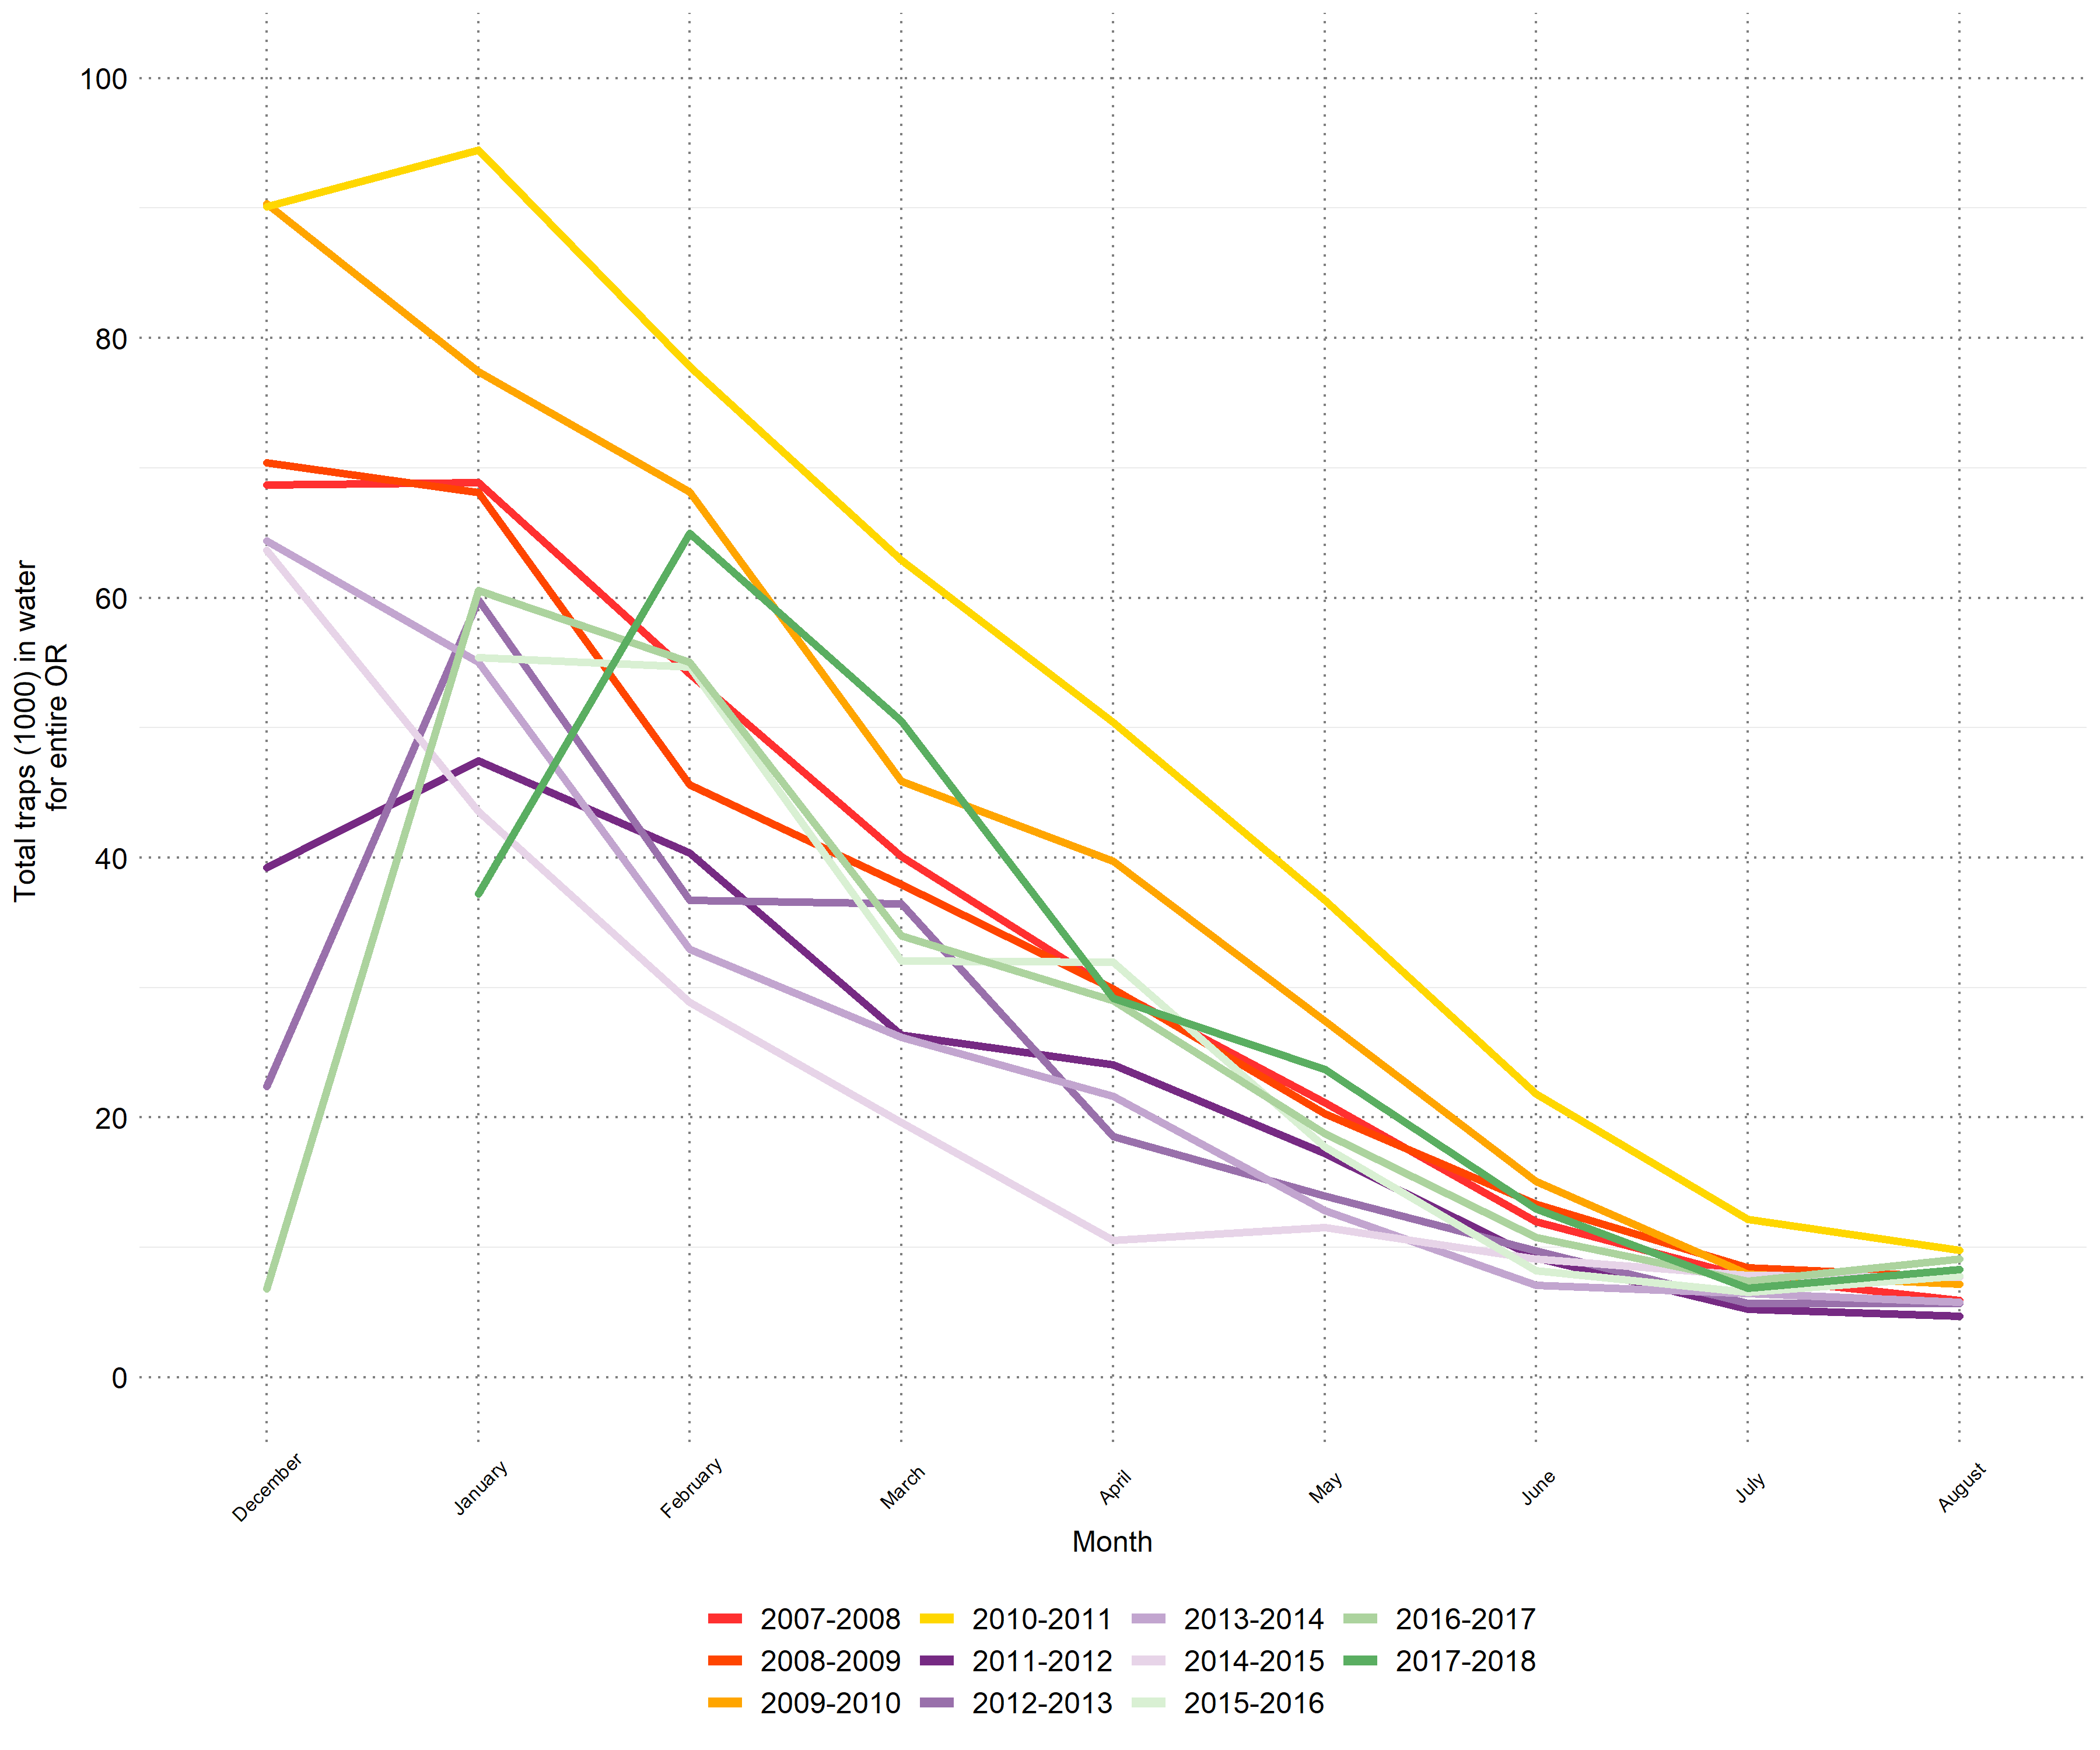 100
80
60
40
20
0
Total traps (1000) in water
for entire OR
December
January
February
March
April
May
June
July
August
Month
2007-2008 2010-2011 2013-2014 2016-2017
2008-2009 2011-2012 2014-2015 2017-2018
2009-2010 2012-2013 2015-2016